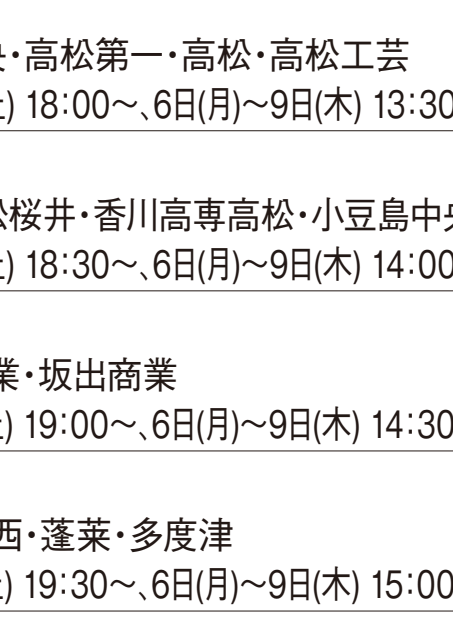 ・高松第一・高松・高松工芸
) 18:00〜、6日(月)〜9日(木) 13:30
桜井・香川高専高松・小豆島中央
) 18:30〜、6日(月)〜9日(木) 14:00
業・坂出商業
) 19:00〜、6日(月)〜9日(木) 14:30
西・蓬莱・多度津
) 19:30〜、6日(月)〜9日(木) 15:00